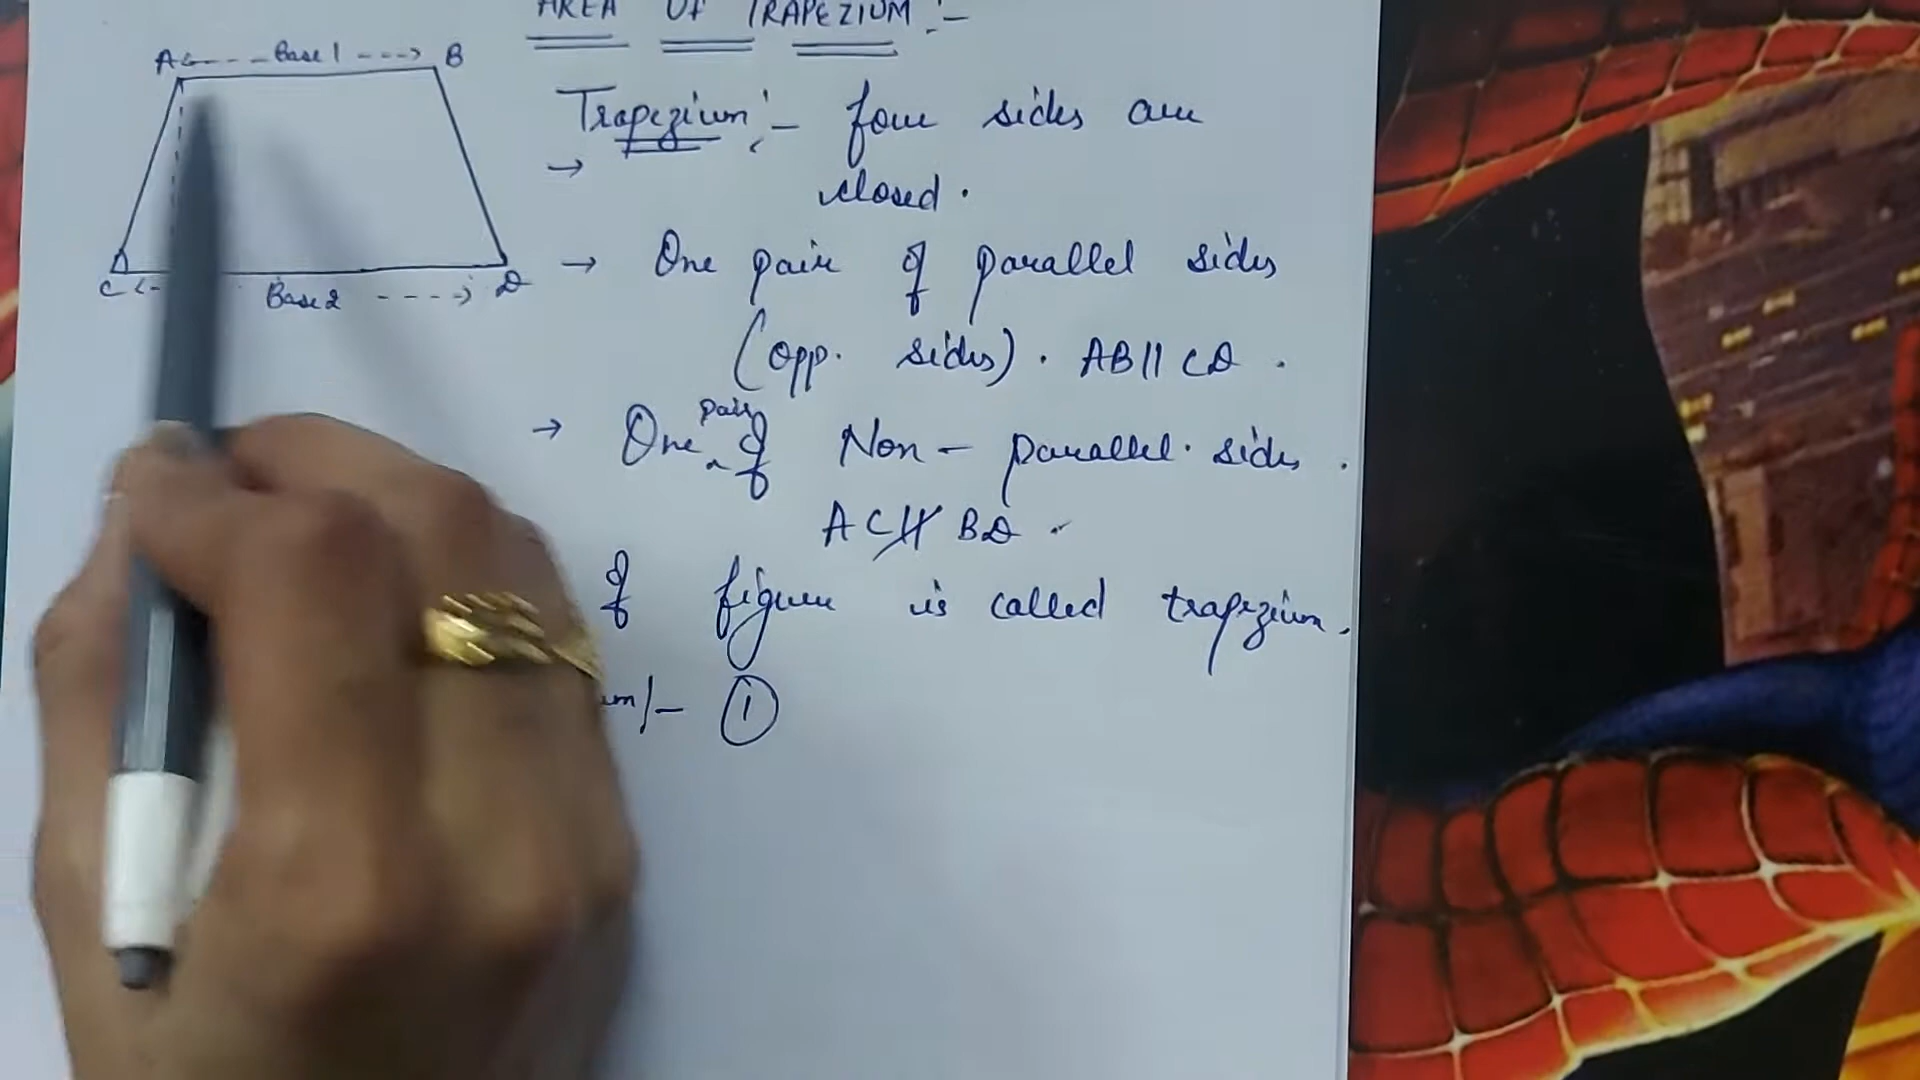 AREA OF TRAPEZIUM :-
A <--- Base 1 ---> B
C <- Base 2 ----> D
Trapezium :- four sides are
→ closed.
→ One pair of parallel sides
(opp. sides). AB || CD.
→ One pair of Non-parallel sides.
AC ∦ BD.
of figure is called trapezium.
um/- ①